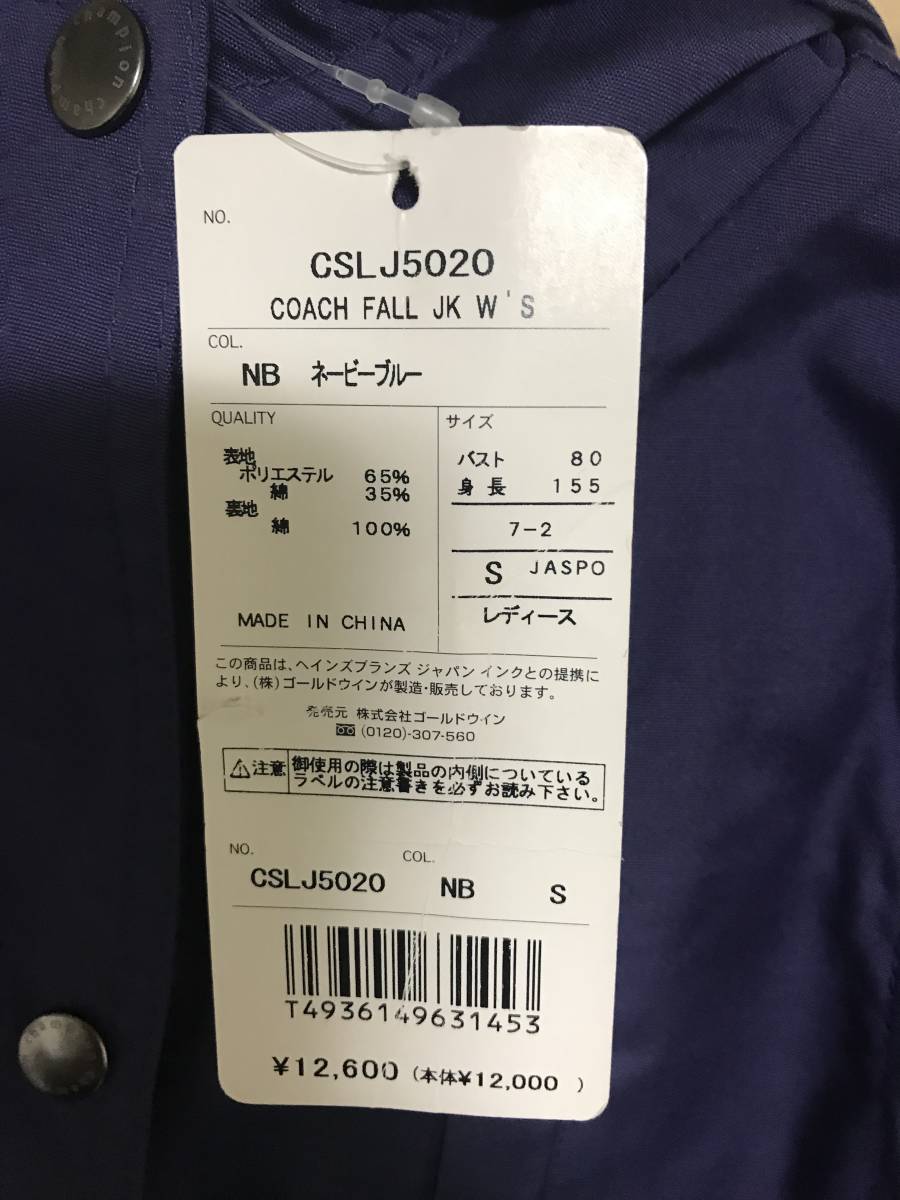 champion champion
NO.
CSLJ5020
COACH FALL JK W'S
COL.
NB ネービーブルー
QUALITY
表地
ポリエステル 65%
綿 35%
裏地
綿 100%
MADE IN CHINA
サイズ
バスト 80
身長 155
7-2
S JASPO
レディース
この商品は、ヘインズブランズ ジャパン インクとの提携に
より、(株)ゴールドウインが製造・販売しております。
発売元 株式会社ゴールドウイン
(0120)-307-560
注意
御使用の際は製品の内側についている
ラベルの注意書きを必ずお読み下さい。
NO. COL.
CSLJ5020 NB S
T4936149631453
¥12,600 (本体¥12,000 )
champion